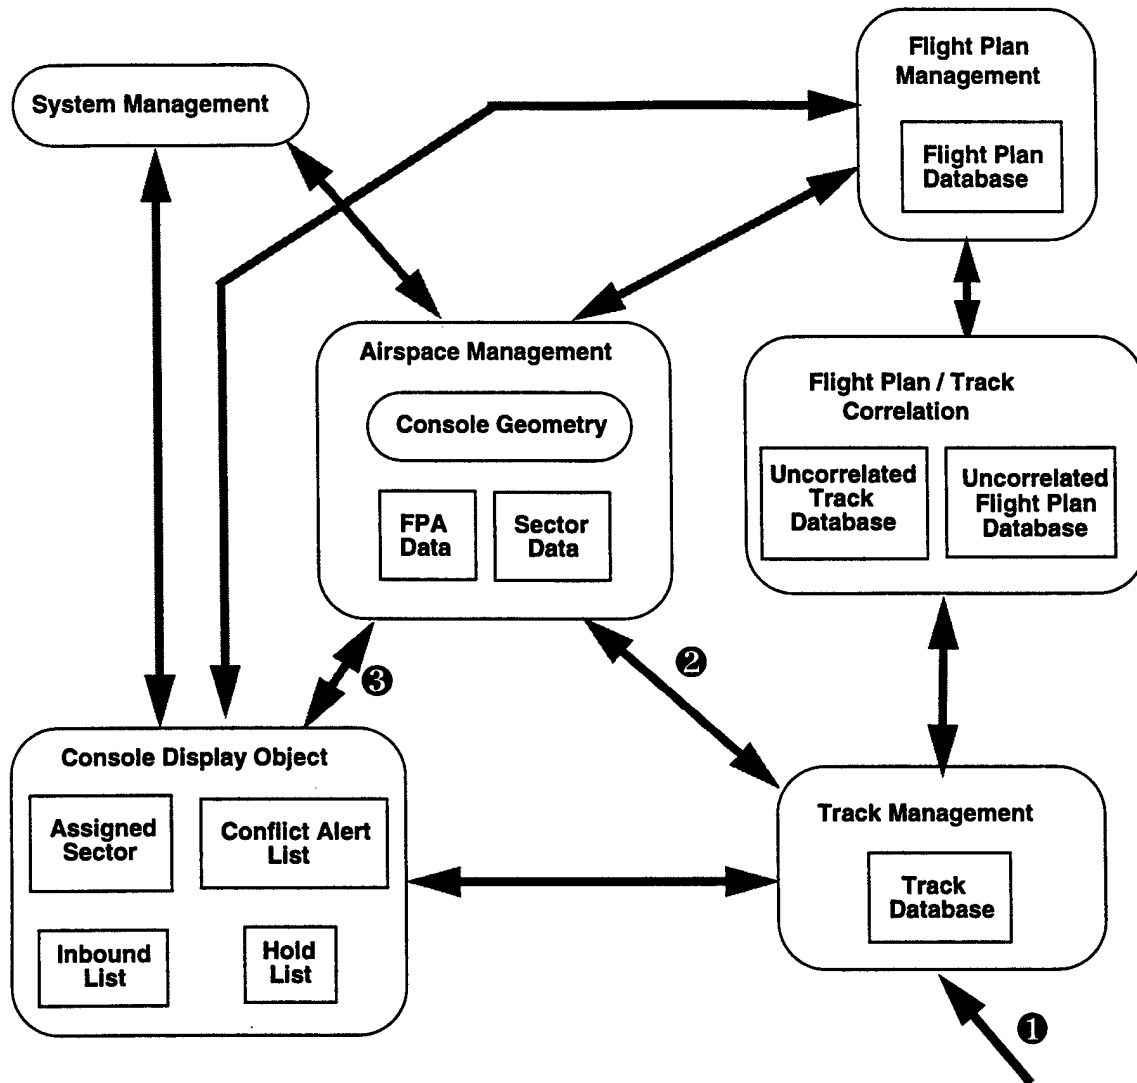 Flight Plan
Management
System Management
Flight Plan
Database
Airspace Management
Console Geometry
FPA
Data
Sector
Data
Flight Plan / Track
Correlation
Uncorrelated
Track
Database
Uncorrelated
Flight Plan
Database
❸
❷
Console Display Object
Assigned
Sector
Conflict Alert
List
Inbound
List
Hold
List
Track Management
Track
Database
❶